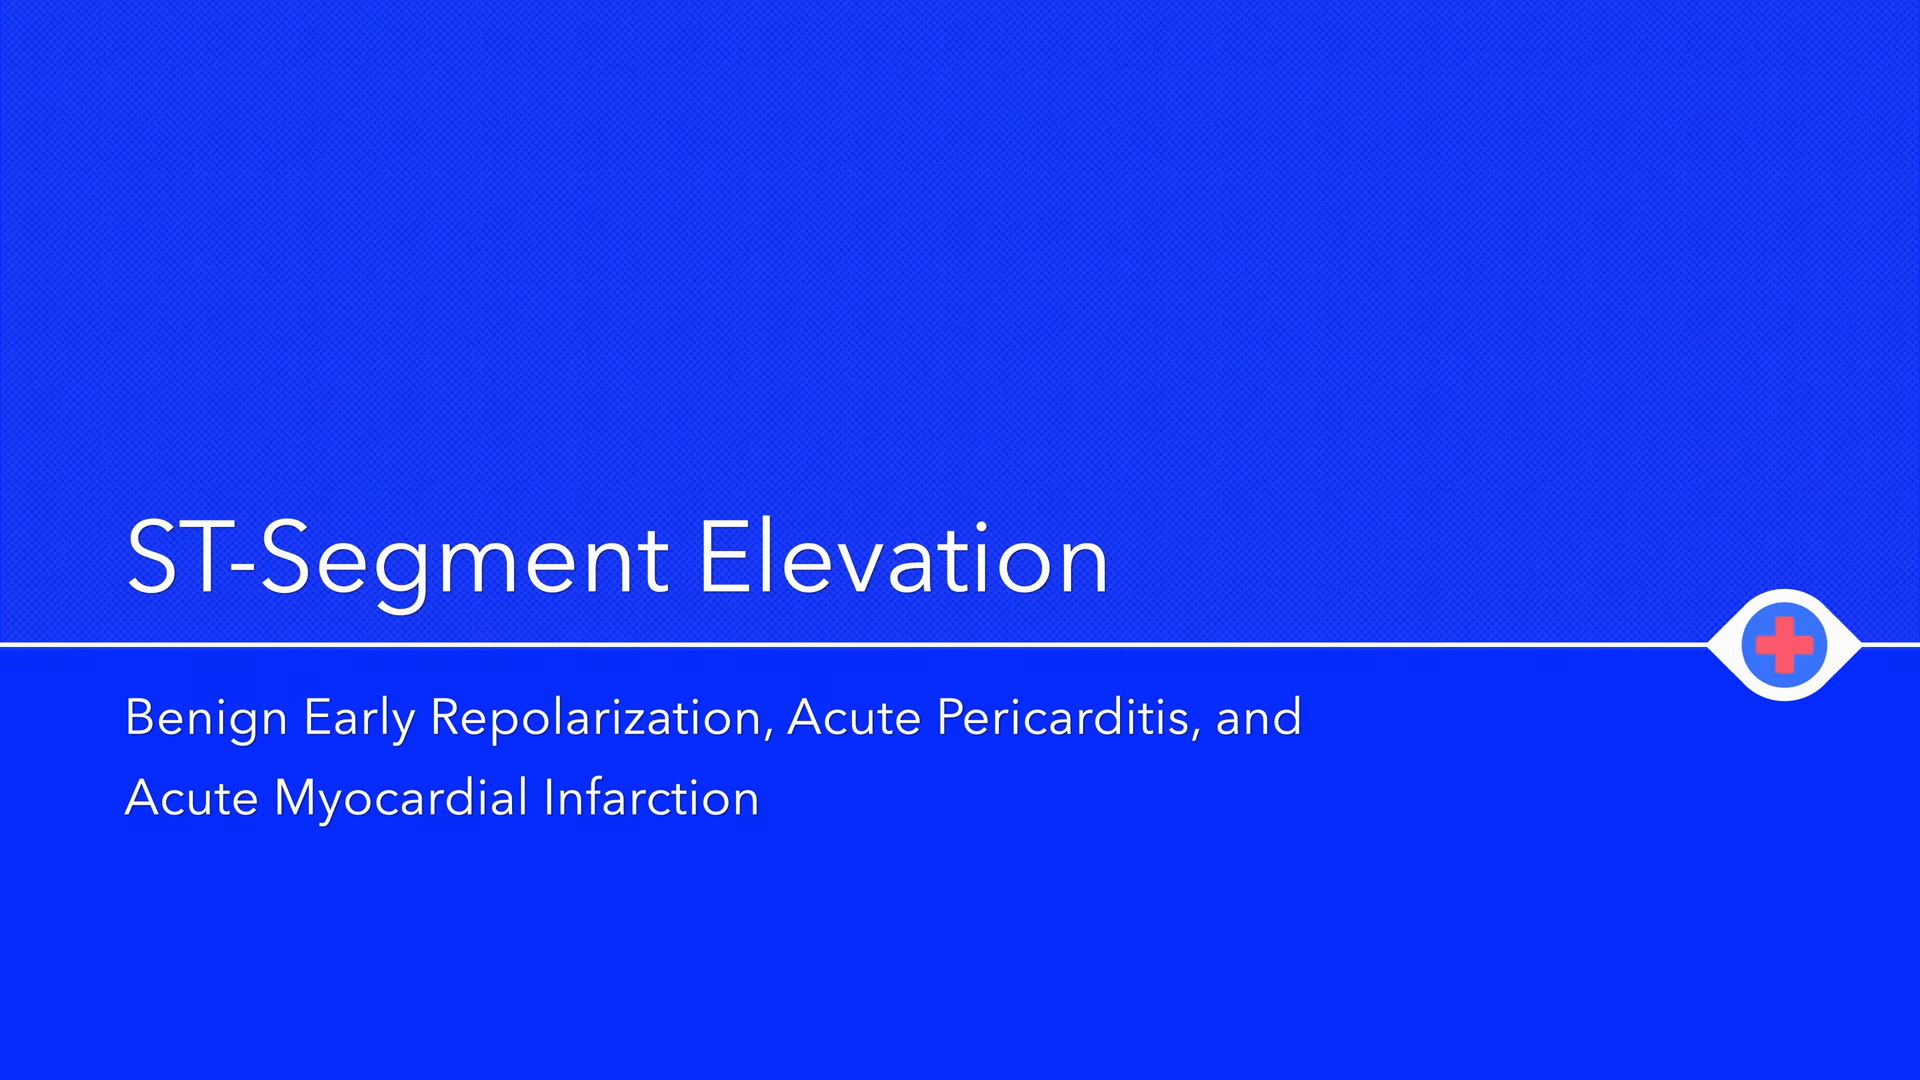 ST-Segment Elevation
Benign Early Repolarization, Acute Pericarditis, and
Acute Myocardial Infarction